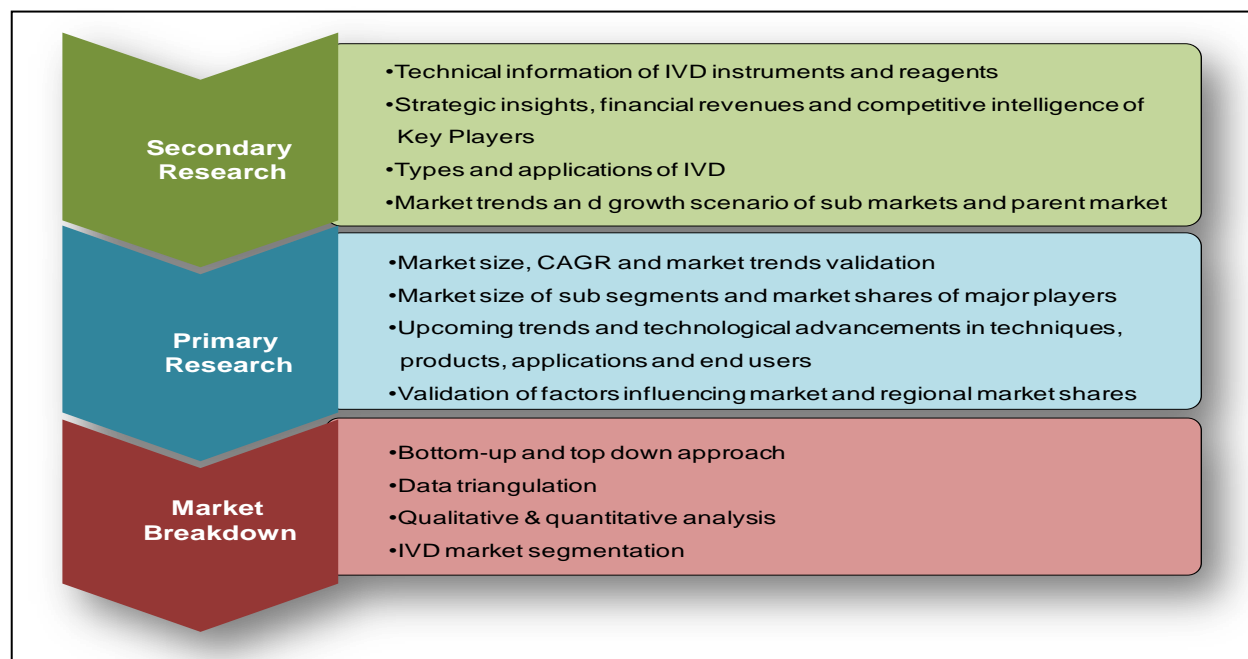 Secondary
Research
•Technical information of IVD instruments and reagents
•Strategic insights, financial revenues and competitive intelligence of
Key Players
•Types and applications of IVD
•Market trends an d growth scenario of sub markets and parent market
Primary
Research
•Market size, CAGR and market trends validation
•Market size of sub segments and market shares of major players
•Upcoming trends and technological advancements in techniques,
products, applications and end users
•Validation of factors influencing market and regional market shares
Market
Breakdown
•Bottom-up and top down approach
•Data triangulation
•Qualitative & quantitative analysis
•IVD market segmentation